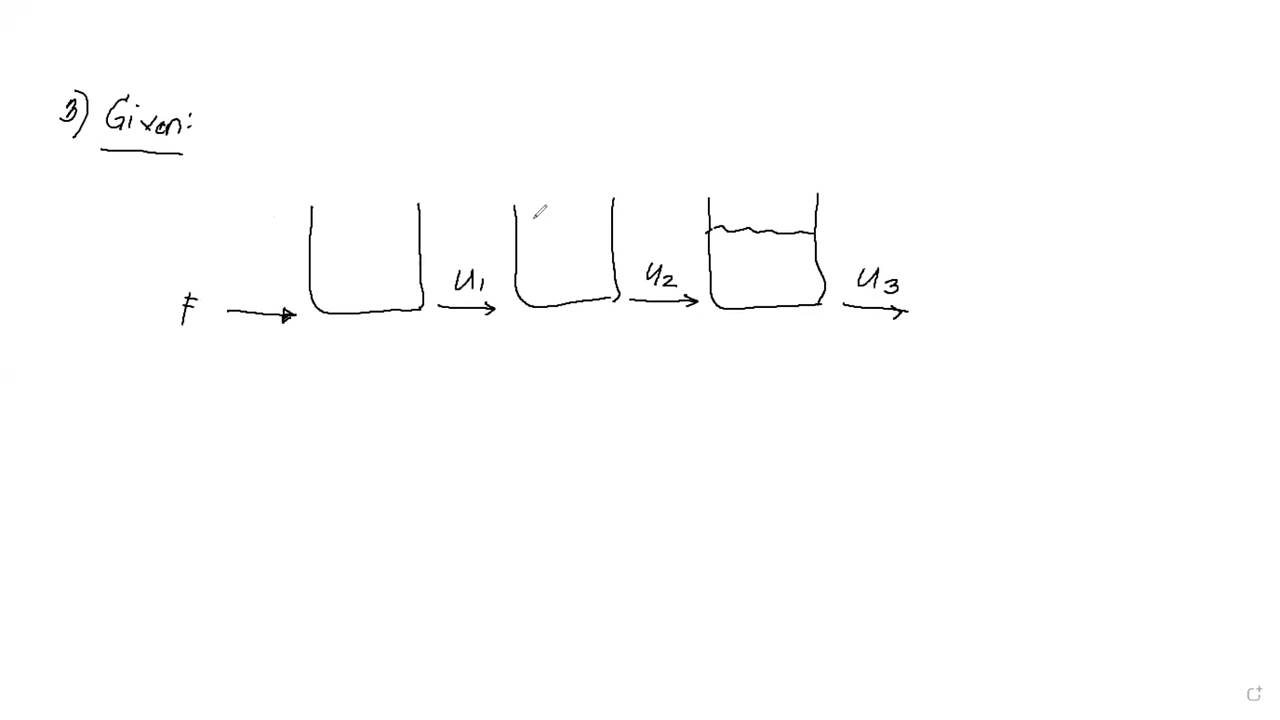 3) Given:
F → U1 → U2 → U3 →